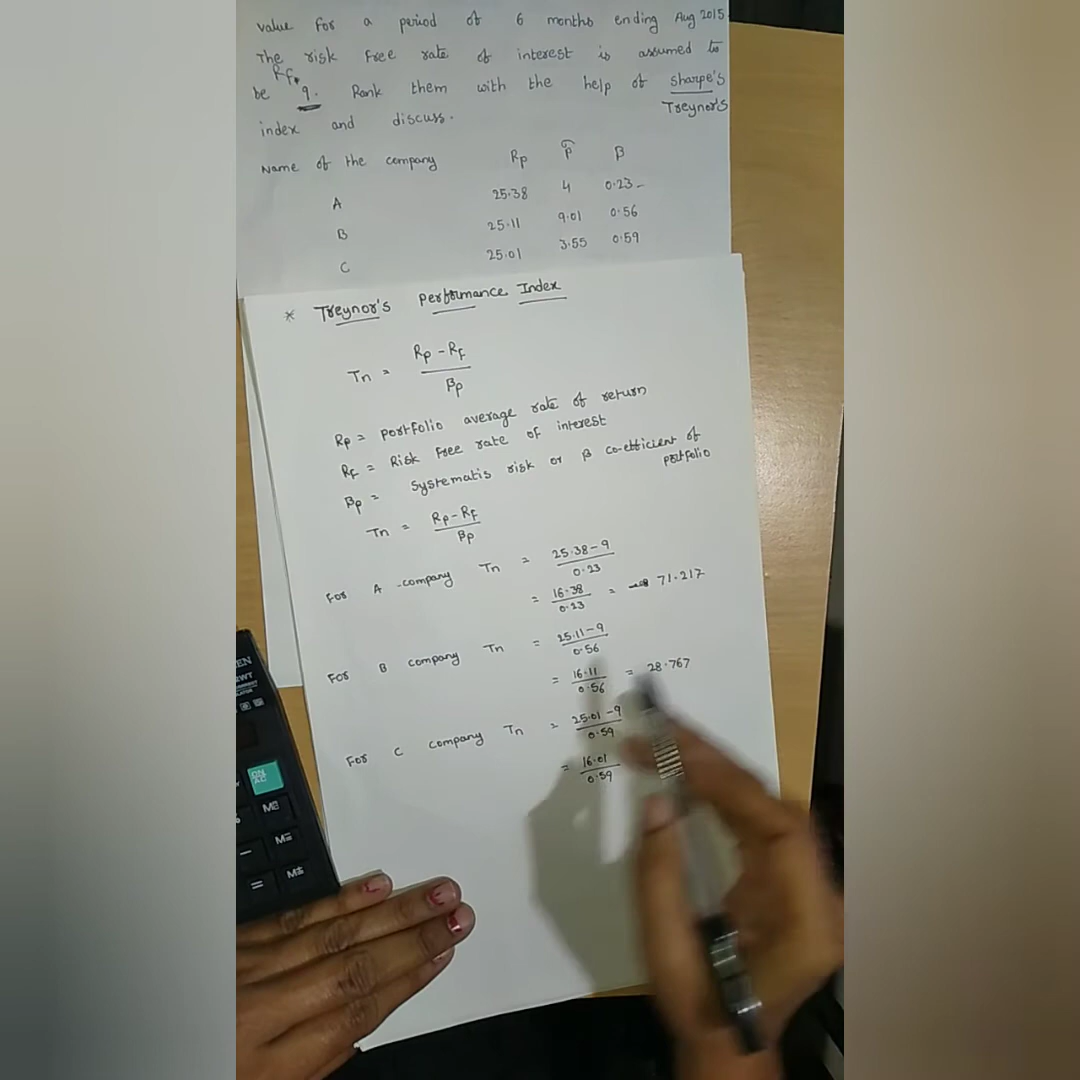 value for a period of 6 months ending Aug 2015
The risk free rate of interest is assumed to
Rf.
be 9. Rank them with the help of sharpe's
Treynor's
index and discuss.
Name of the company Rp σp β
A 25.38 4 0.23
B 25.11 9.01 0.56
C 25.01 3.55 0.59
* Treynor's performance Index
Tn = Rp - Rf
βp
Rp = portfolio average rate of return
Rf = Risk free rate of interest
βp = Systematis risk or β co-efficient of
portfolio
Tn = Rp - Rf
βp
For A -company Tn = 25.38 - 9
0.23
= 16.38 = 71.217
0.23
For B company Tn = 25.11 - 9
0.56
= 16.11 = 28.767
0.56
For C company Tn = 25.01 - 9
0.59
= 16.01
0.59
ON
AC
M=
M±
=